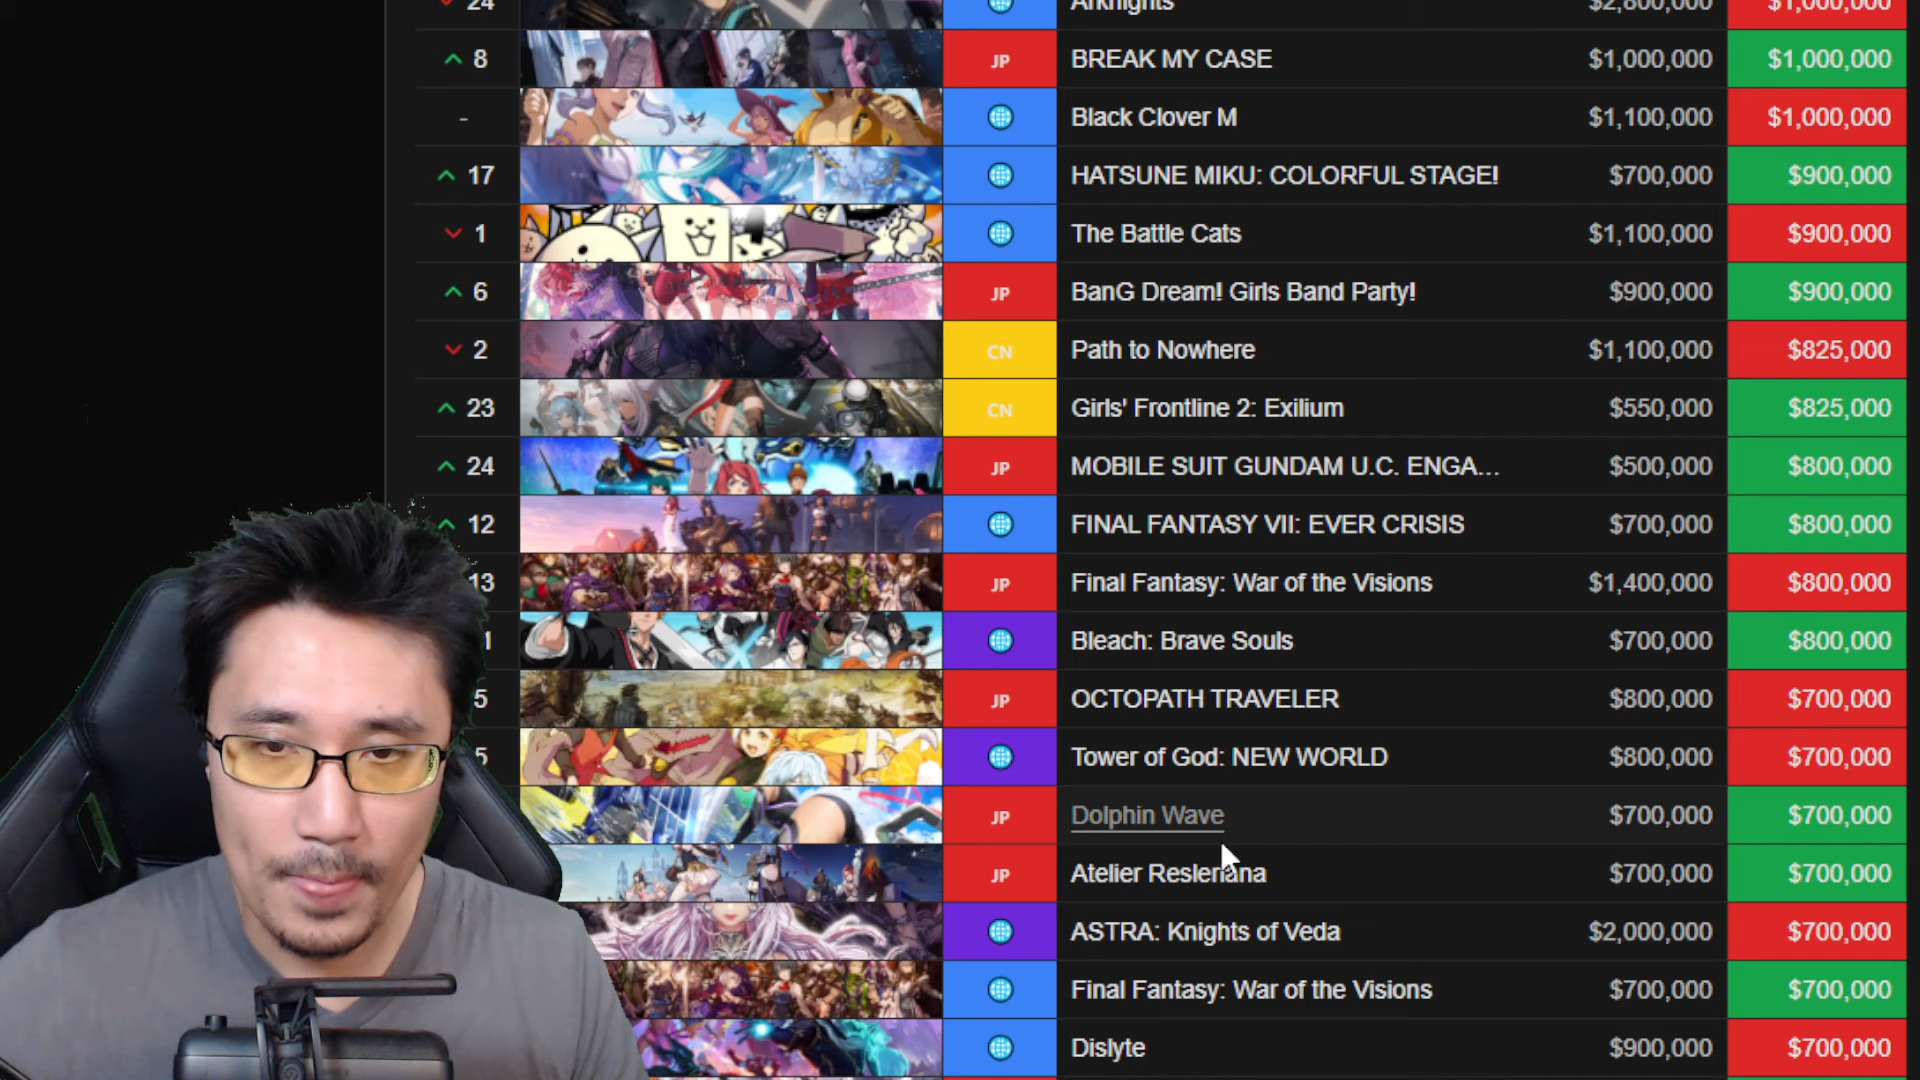 24 Arknights $2,800,000 $1,000,000
8 JP BREAK MY CASE $1,000,000 $1,000,000
- Black Clover M $1,100,000 $1,000,000
17 HATSUNE MIKU: COLORFUL STAGE! $700,000 $900,000
1 The Battle Cats $1,100,000 $900,000
6 JP BanG Dream! Girls Band Party! $900,000 $900,000
2 CN Path to Nowhere $1,100,000 $825,000
23 CN Girls' Frontline 2: Exilium $550,000 $825,000
24 JP MOBILE SUIT GUNDAM U.C. ENGA... $500,000 $800,000
12 FINAL FANTASY VII: EVER CRISIS $700,000 $800,000
13 JP Final Fantasy: War of the Visions $1,400,000 $800,000
1 Bleach: Brave Souls $700,000 $800,000
5 JP OCTOPATH TRAVELER $800,000 $700,000
5 Tower of God: NEW WORLD $800,000 $700,000
JP Dolphin Wave $700,000 $700,000
JP Atelier Resleriana $700,000 $700,000
ASTRA: Knights of Veda $2,000,000 $700,000
Final Fantasy: War of the Visions $700,000 $700,000
Dislyte $900,000 $700,000